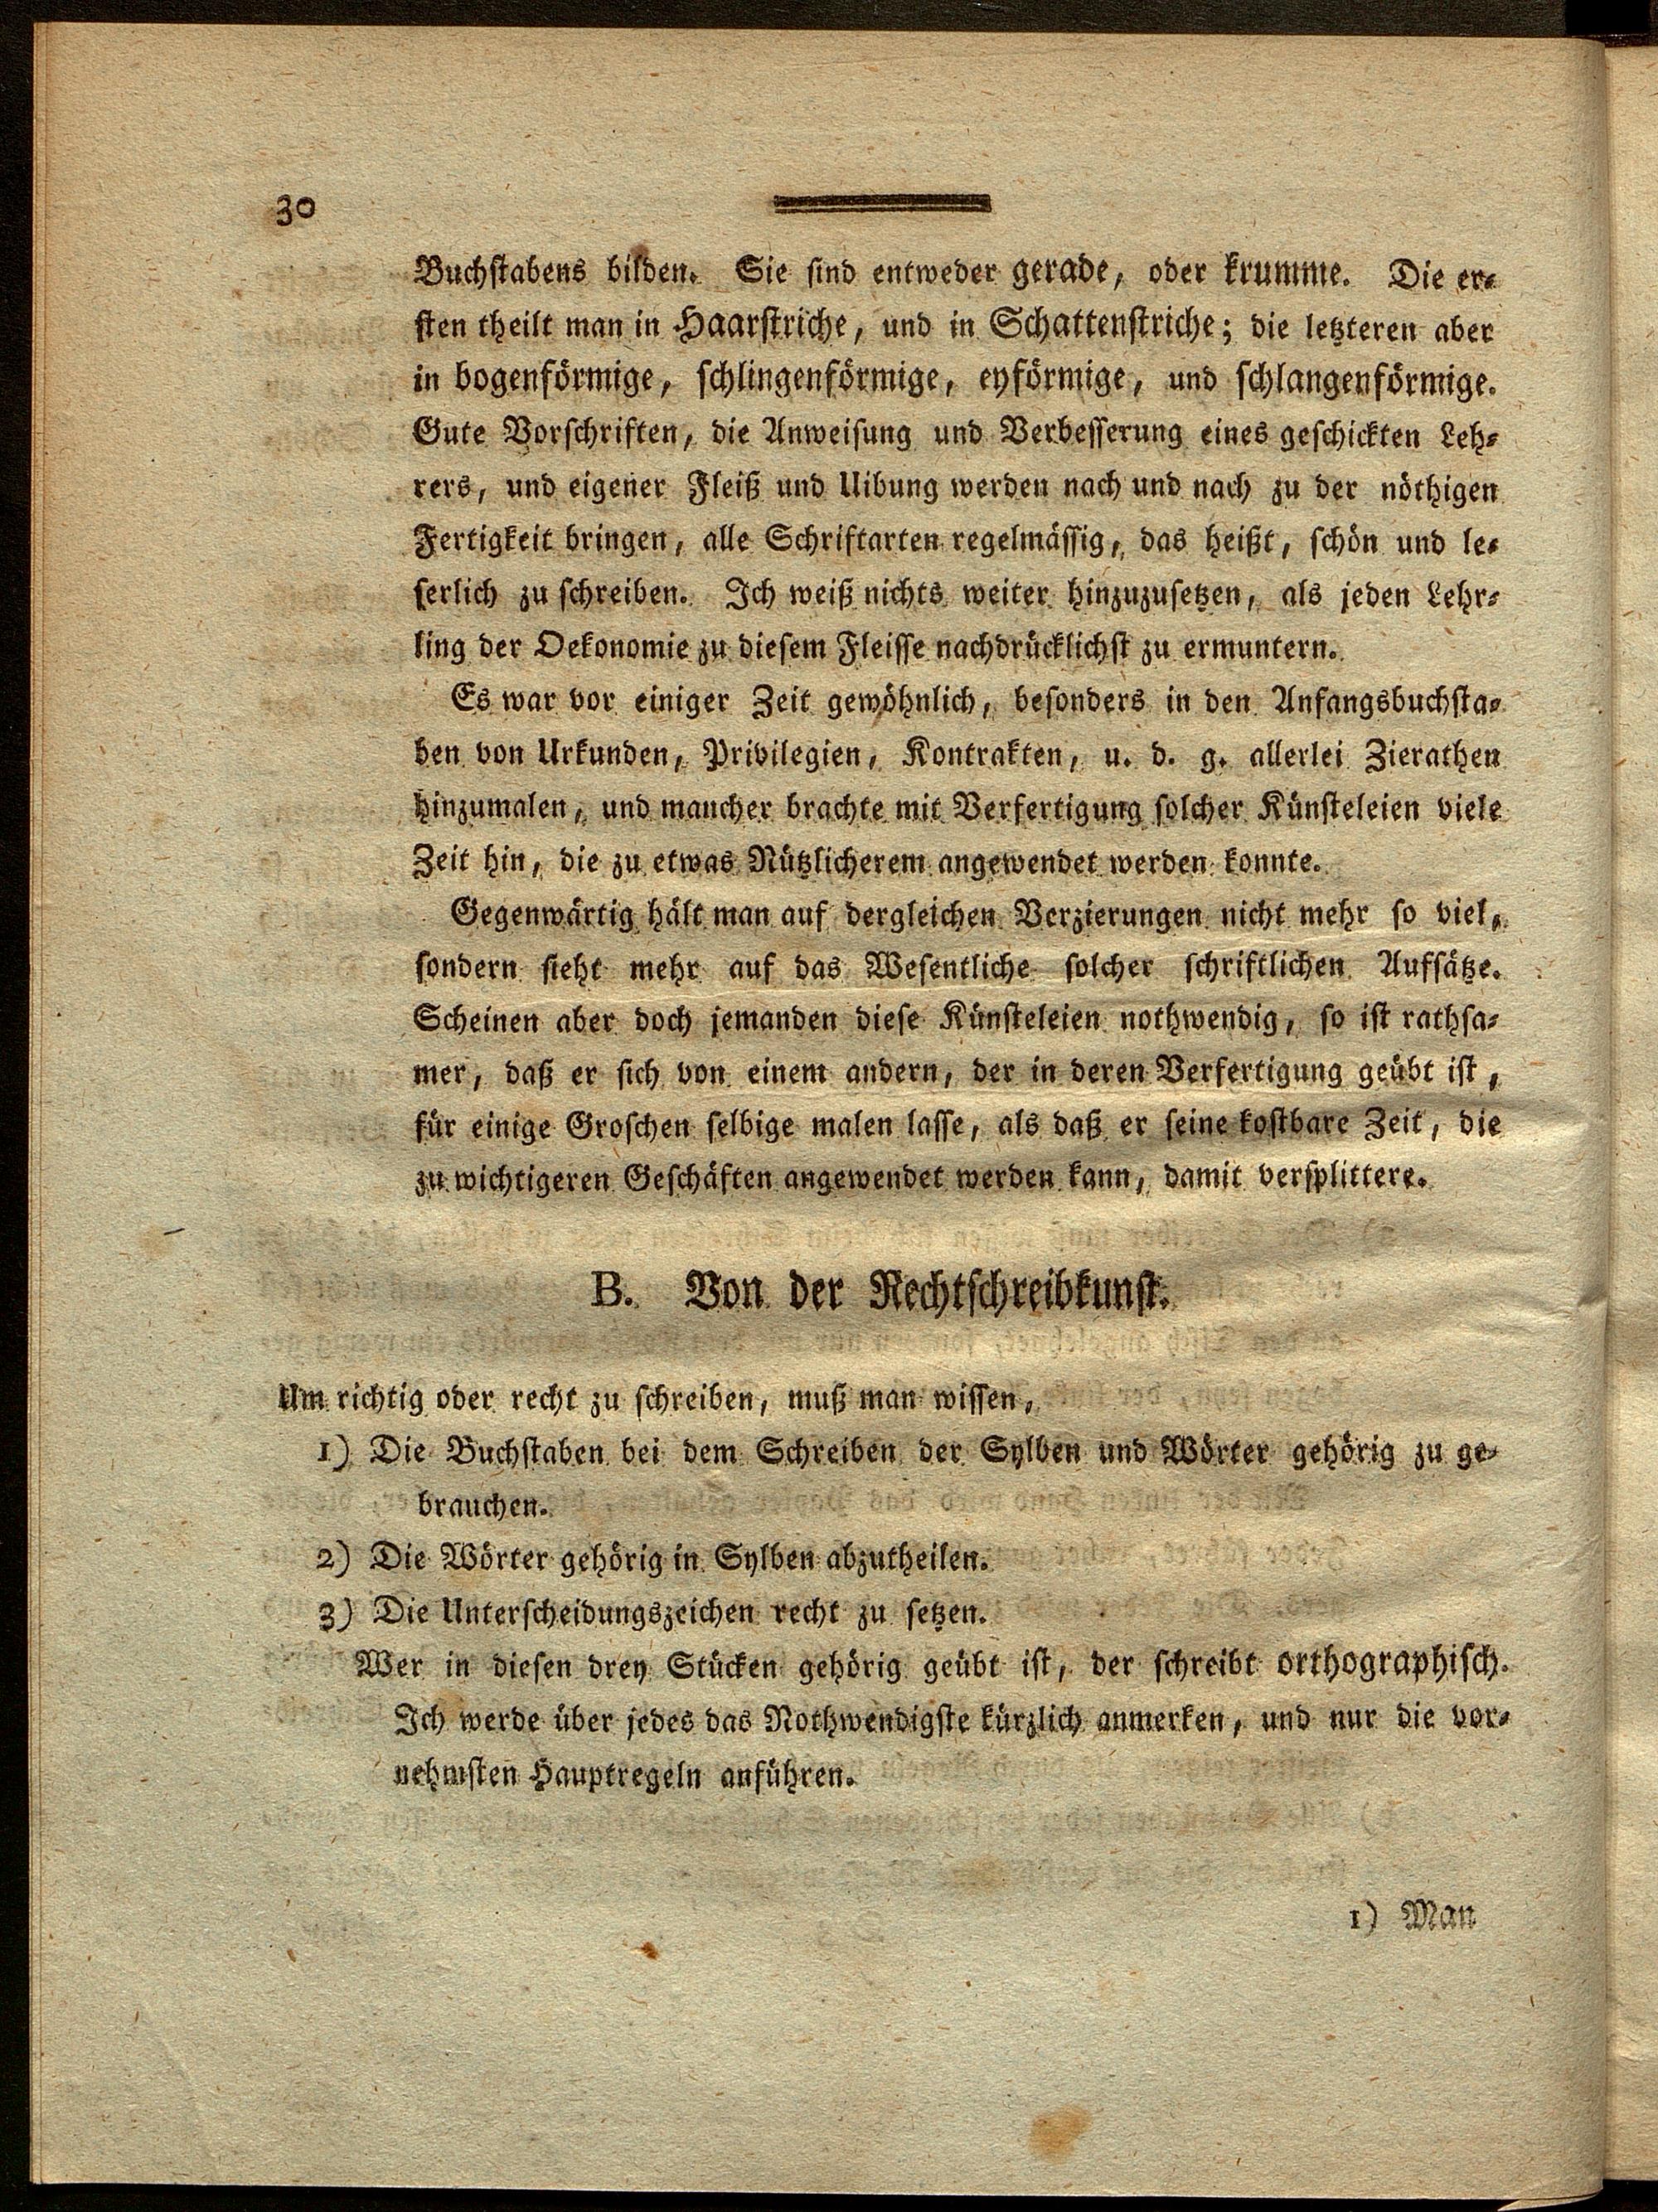 30
Buchstabens bilden. Sie sind entweder gerade, oder krumme. Die er⸗
sten theilt man in Haarstriche, und in Schattenstriche; die letzteren aber
in bogenförmige, schlingenförmige, eyförmige, und schlangenförmige.
Gute Vorschriften, die Anweisung und Verbesserung eines geschickten Leh⸗
rers, und eigener Fleiß und Uibung werden nach und nach zu der nöthigen
Fertigkeit bringen, alle Schriftarten regelmässig, das heißt, schön und le⸗
serlich zu schreiben. Ich weiß nichts weiter hinzuzusetzen, als jeden Lehr⸗
ling der Oekonomie zu diesem Fleisse nachdrücklichst zu ermuntern.
Es war vor einiger Zeit gewöhnlich, besonders in den Anfangsbuchsta⸗
ben von Urkunden, Privilegien, Kontrakten, u. d. g. allerlei Zierathen
hinzumalen, und mancher brachte mit Verfertigung solcher Künsteleien viele
Zeit hin, die zu etwas Nützlicherem angewendet werden konnte.
Gegenwärtig hält man auf dergleichen Verzierungen nicht mehr so viel,
sondern sieht mehr auf das Wesentliche solcher schriftlichen Aufsätze.
Scheinen aber doch jemanden diese Künsteleien nothwendig, so ist rathsa⸗
mer, daß er sich von einem andern, der in deren Verfertigung geübt ist,
für einige Groschen selbige malen lasse, als daß er seine kostbare Zeit, die
zu wichtigeren Geschäften angewendet werden kann, damit versplittere.
B. Von der Rechtschreibkunst.
Um richtig oder recht zu schreiben, muß man wissen,
1) Die Buchstaben bei dem Schreiben der Sylben und Wörter gehörig zu ge⸗
brauchen.
2) Die Wörter gehörig in Sylben abzutheilen.
3) Die Unterscheidungszeichen recht zu setzen.
Wer in diesen drey Stücken gehörig geübt ist, der schreibt orthographisch.
Ich werde über jedes das Nothwendigste kürzlich anmerken, und nur die vor⸗
nehmsten Hauptregeln anführen.
1) Man